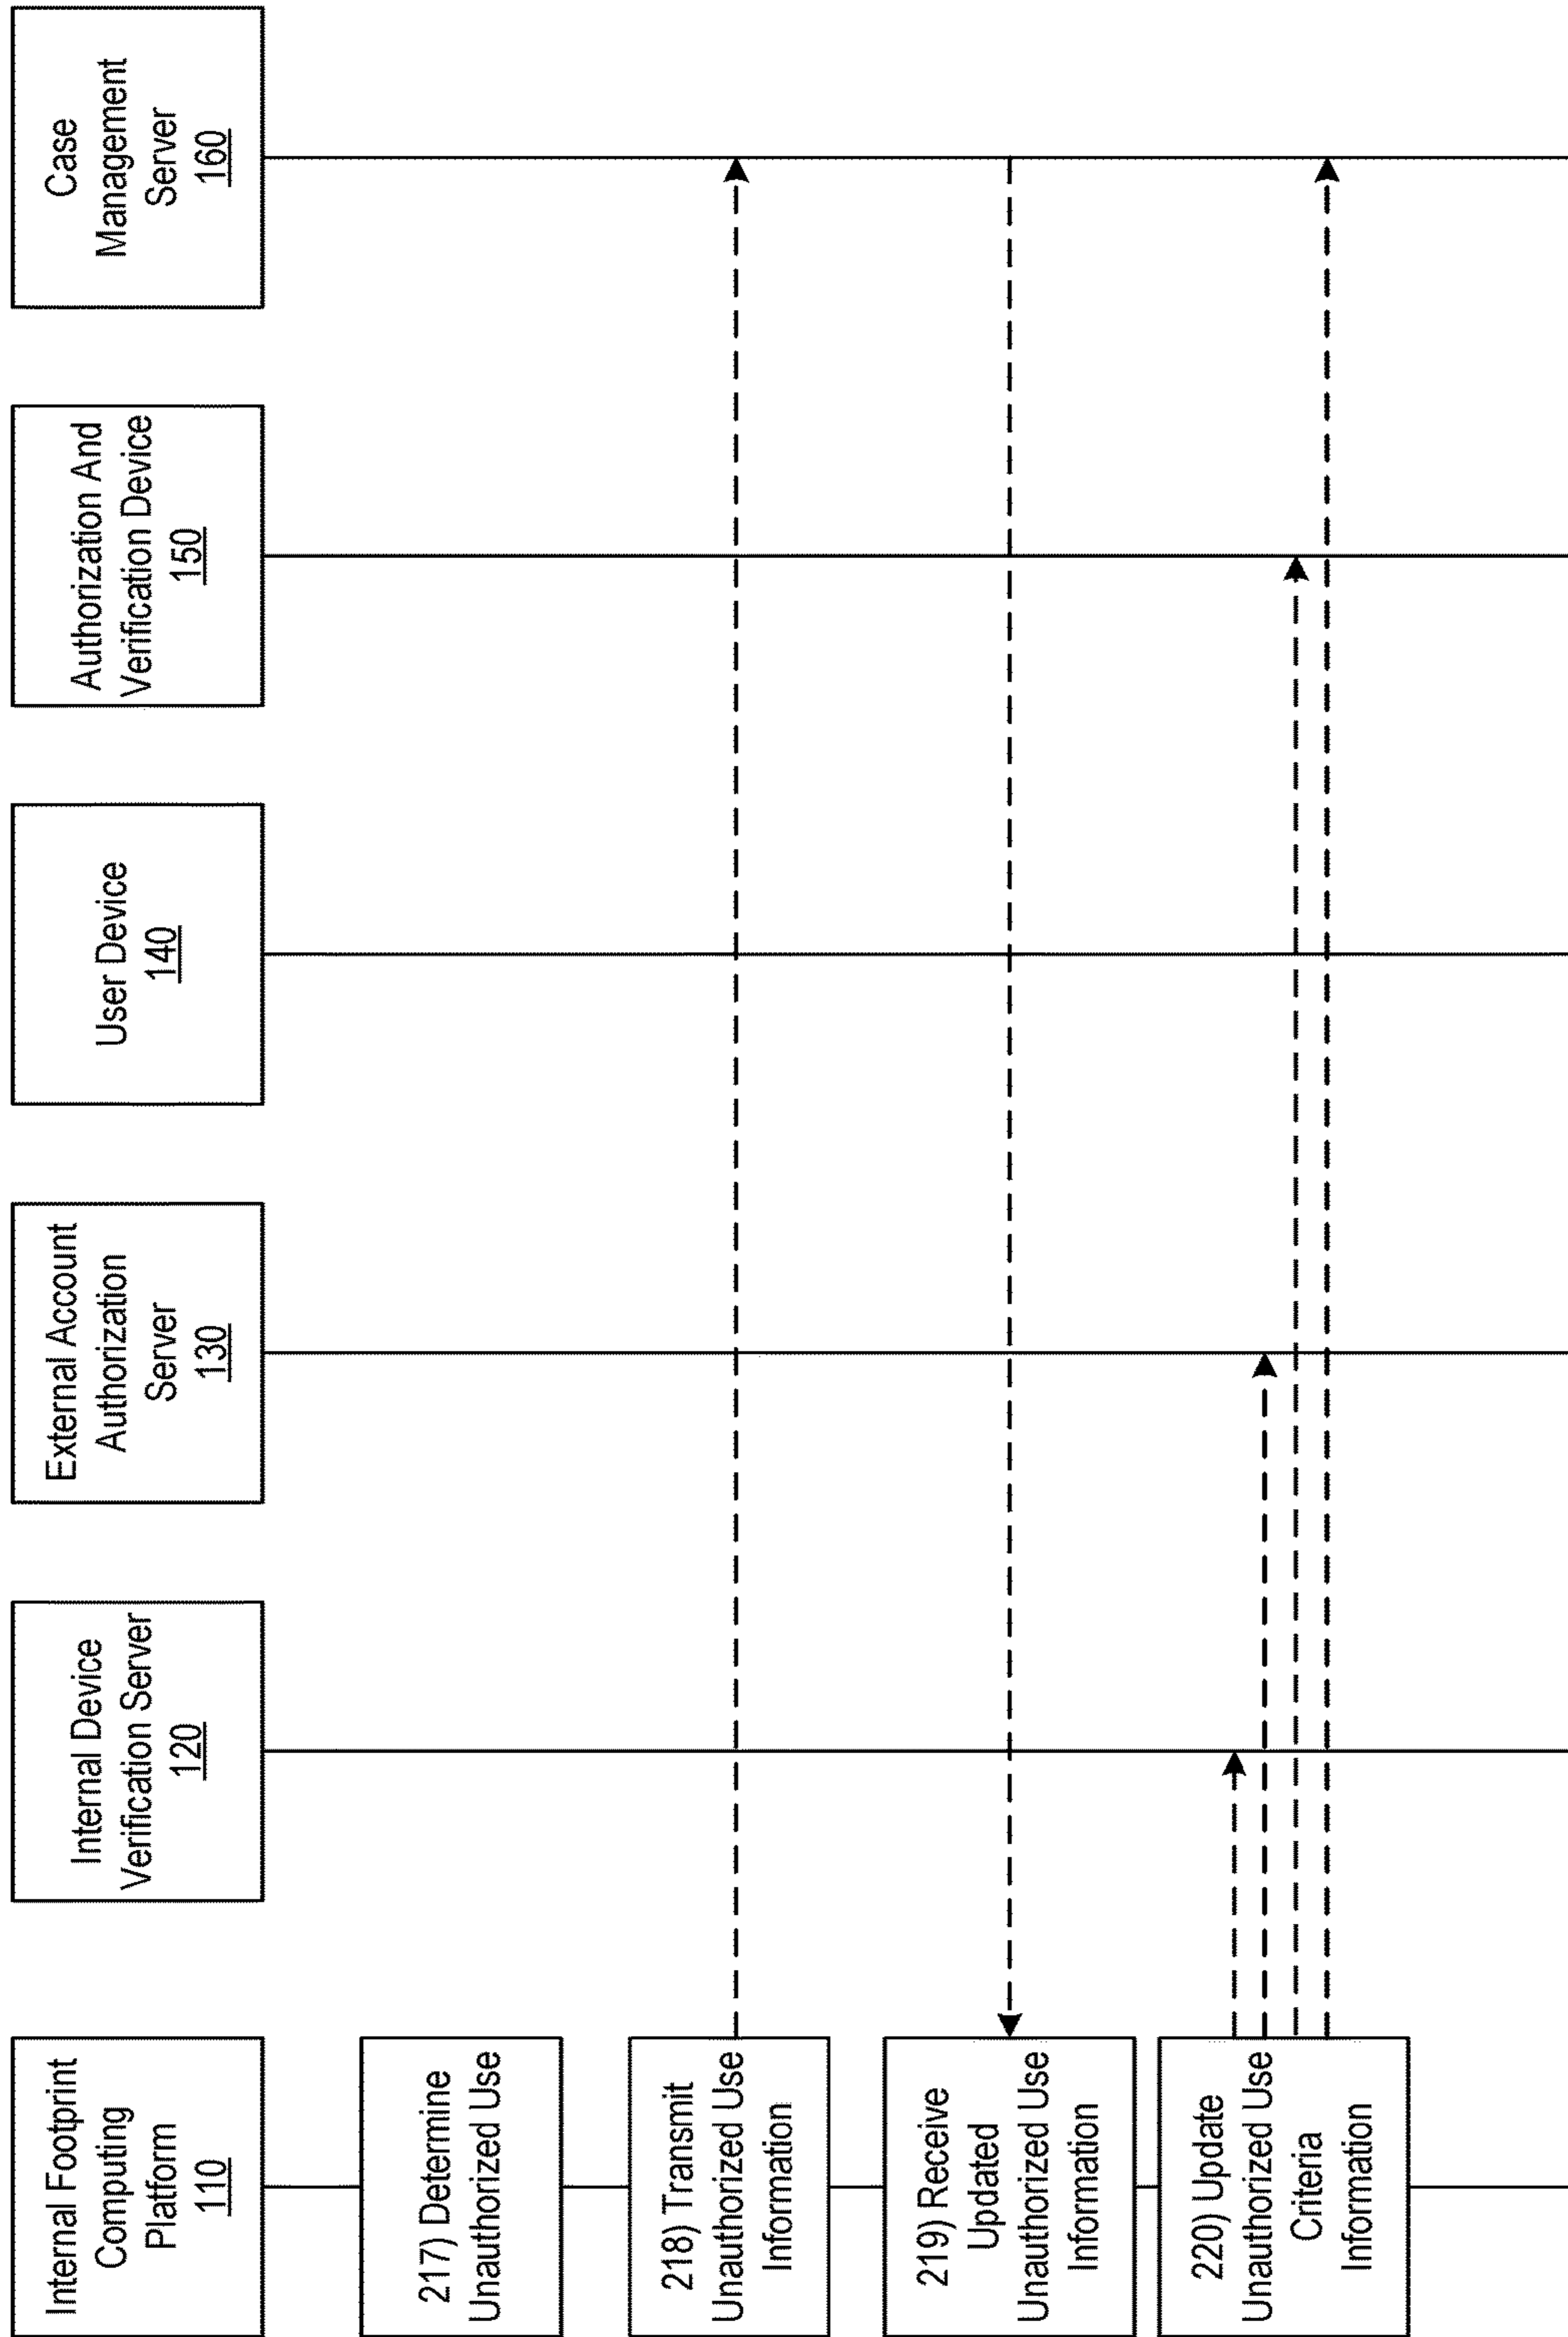 Internal Footprint
Computing
Platform
110
Internal Device
Verification Server
120
External Account
Authorization
Server
130
User Device
140
Authorization And
Verification Device
150
Case
Management
Server
160
217) Determine
Unauthorized Use
218) Transmit
Unauthorized Use
Information
219) Receive
Updated
Unauthorized Use
Information
220) Update
Unauthorized Use
Criteria
Information